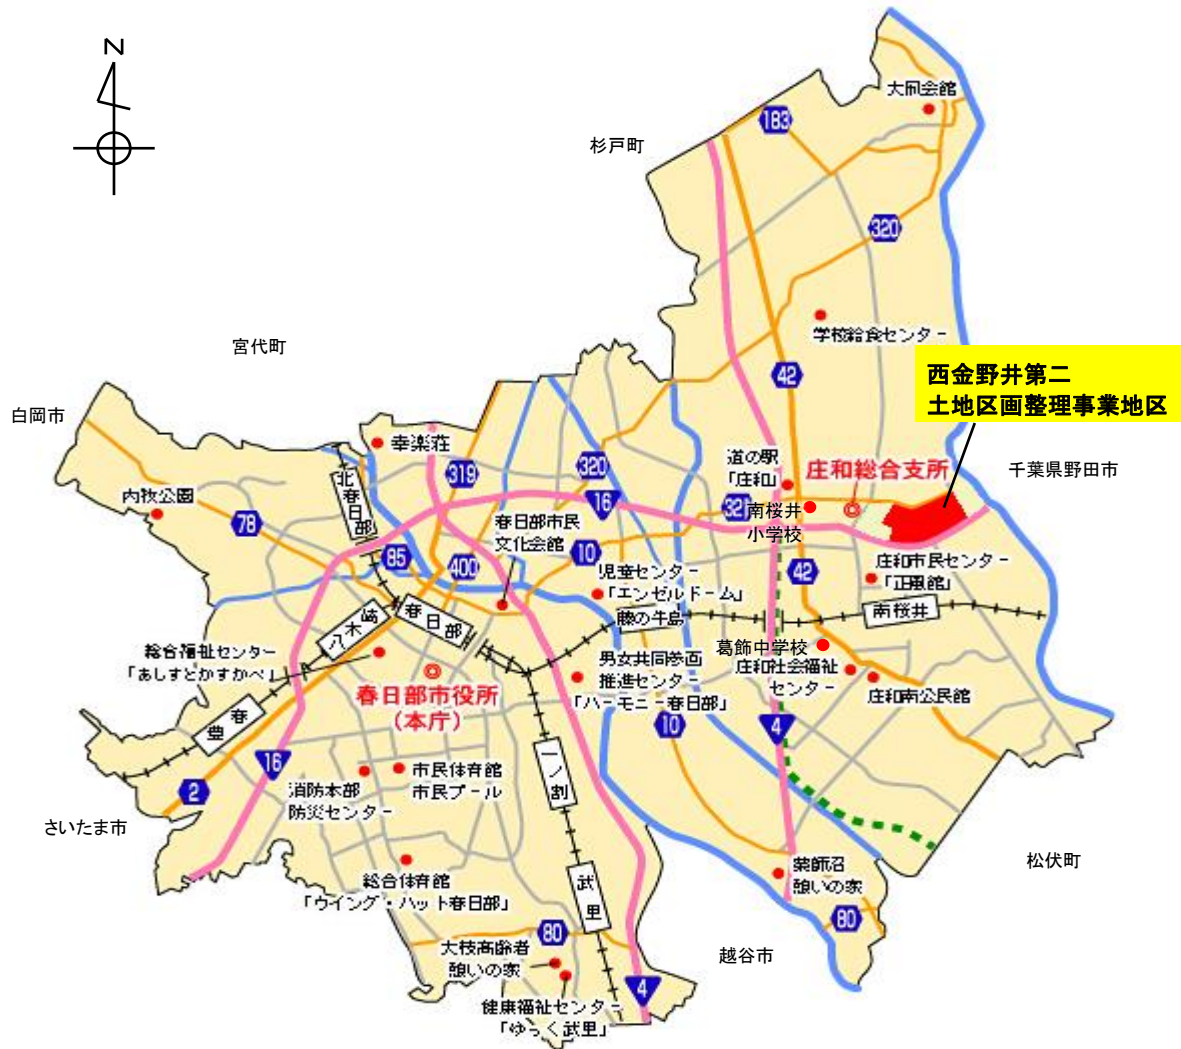 N
大凧会館
183
杉戸町
320
学校給食センター
宮代町
西金野井第二
土地区画整理事業地区
42
白岡市
幸楽荘
319
320
道の駅
「庄和」
庄和総合支所
千葉県野田市
北春日部
内牧公園
16
321
南桜井
小学校
78
春日部市民
文化会館
85
400
10
児童センター
「エンゼルドーム」
42
庄和市民センター
「正風館」
南桜井
八木崎
春日部
藤の牛島
総合福祉センター
「あしすとかすかべ」
男女共同参画
推進センター
「ハーモニー春日部」
葛飾中学校
庄和社会福祉
センター
庄和南公民館
春日部市役所
(本庁)
豊春
10
4
16
一ノ割
2
消防本部
防災センター
市民体育館
市民プール
さいたま市
総合体育館
「ウイング・ハット春日部」
武里
薬師沼
憩いの家
松伏町
80
80
大枝高齢者
憩いの家
越谷市
健康福祉センター
「ゆっく武里」
4